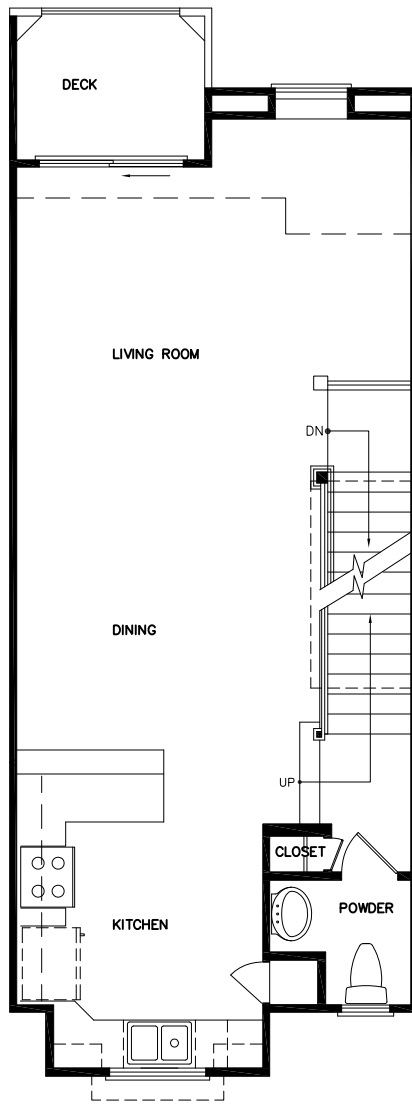 DECK
LIVING ROOM
DN
DINING
UP
CLOSET
POWDER
KITCHEN